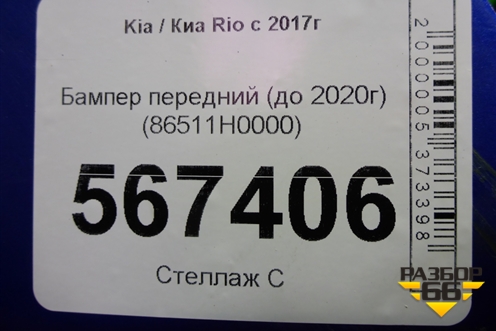 Kia / Киа Rio с 2017г
Бампер передний (до 2020г)
(86511H0000)
567406
Стеллаж С
2000005373398
РАЗБОР
66